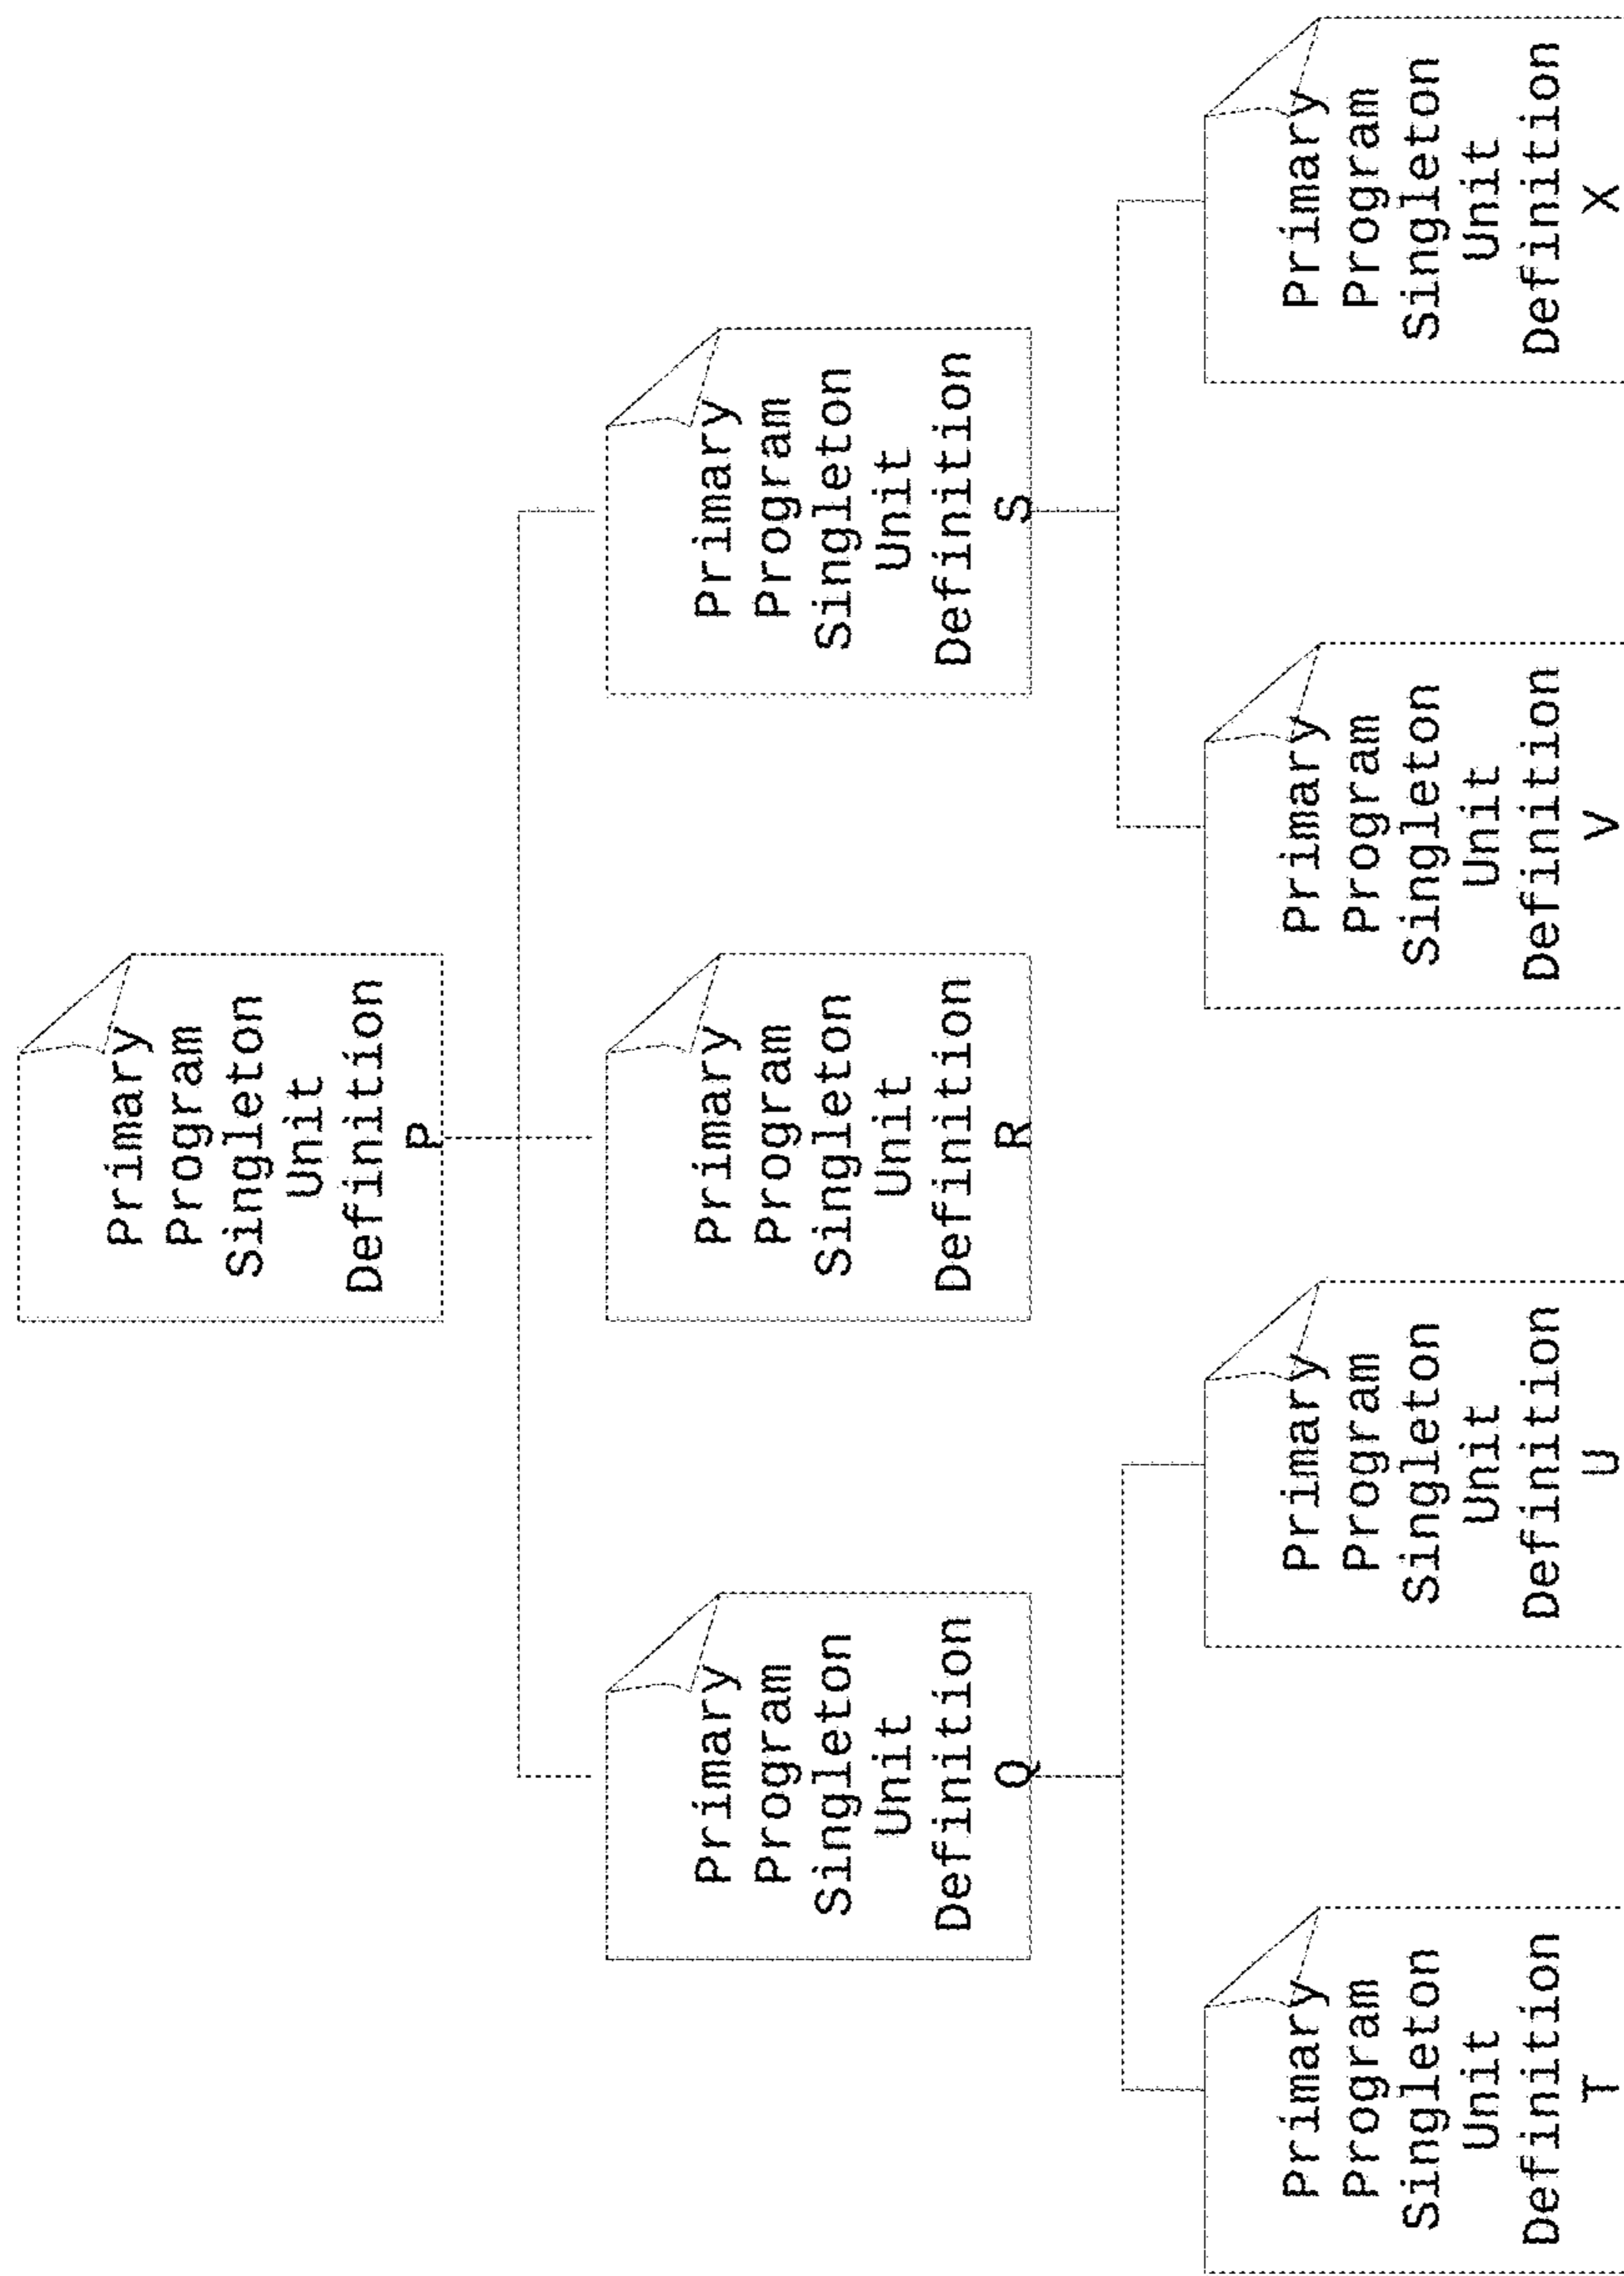 Primary
Program
Singleton
Unit
Definition
P
Primary
Program
Singleton
Unit
Definition
Q
Primary
Program
Singleton
Unit
Definition
R
Primary
Program
Singleton
Unit
Definition
S
Primary
Program
Singleton
Unit
Definition
T
Primary
Program
Singleton
Unit
Definition
U
Primary
Program
Singleton
Unit
Definition
V
Primary
Program
Singleton
Unit
Definition
X